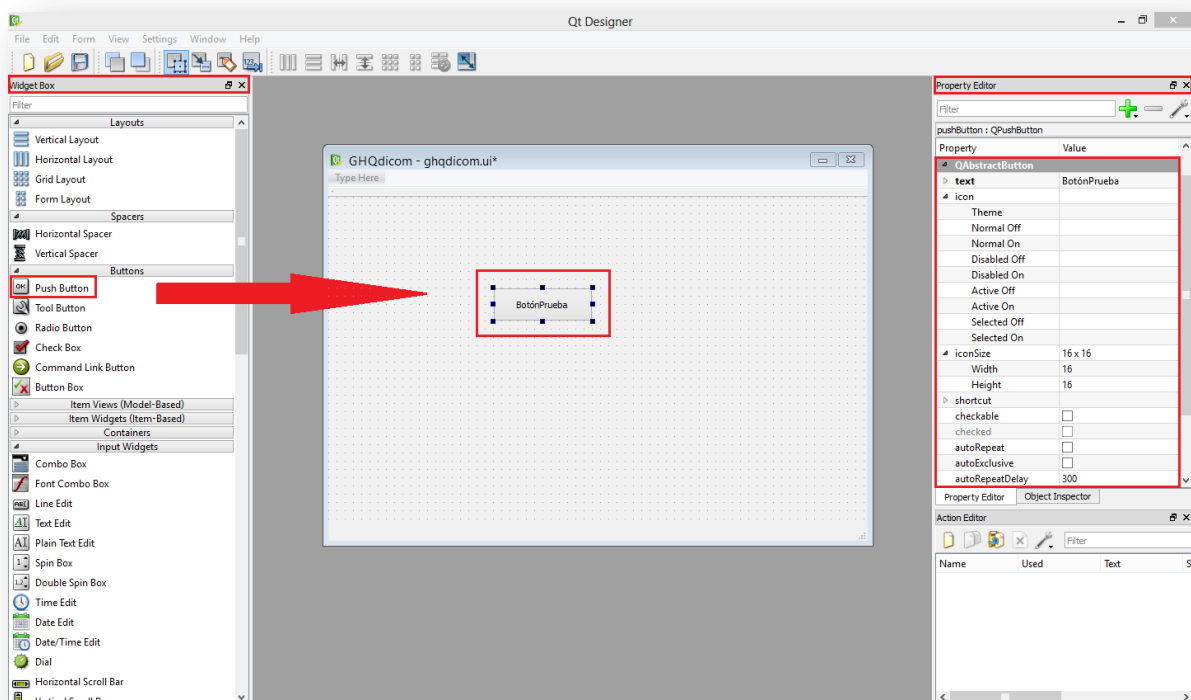 Qt Designer
File Edit Form View Settings Window Help
Widget Box
Filter
Layouts
Vertical Layout
Horizontal Layout
Grid Layout
Form Layout
Spacers
Horizontal Spacer
Vertical Spacer
Buttons
OK Push Button
Tool Button
Radio Button
Check Box
Command Link Button
Button Box
Item Views (Model-Based)
Item Widgets (Item-Based)
Containers
Input Widgets
Combo Box
Font Combo Box
Line Edit
Text Edit
Plain Text Edit
Spin Box
Double Spin Box
Time Edit
Date Edit
Date/Time Edit
Dial
Horizontal Scroll Bar
GHQdicom - ghqdicom.ui*
Type Here
BotónPrueba
Property Editor
Filter
pushButton : QPushButton
Property Value
QAbstractButton
text BotónPrueba
icon
Theme
Normal Off
Normal On
Disabled Off
Disabled On
Active Off
Active On
Selected Off
Selected On
iconSize 16 x 16
Width 16
Height 16
shortcut
checkable
checked
autoRepeat
autoExclusive
autoRepeatDelay 300
Property Editor Object Inspector
Action Editor
Filter
Name Used Text S